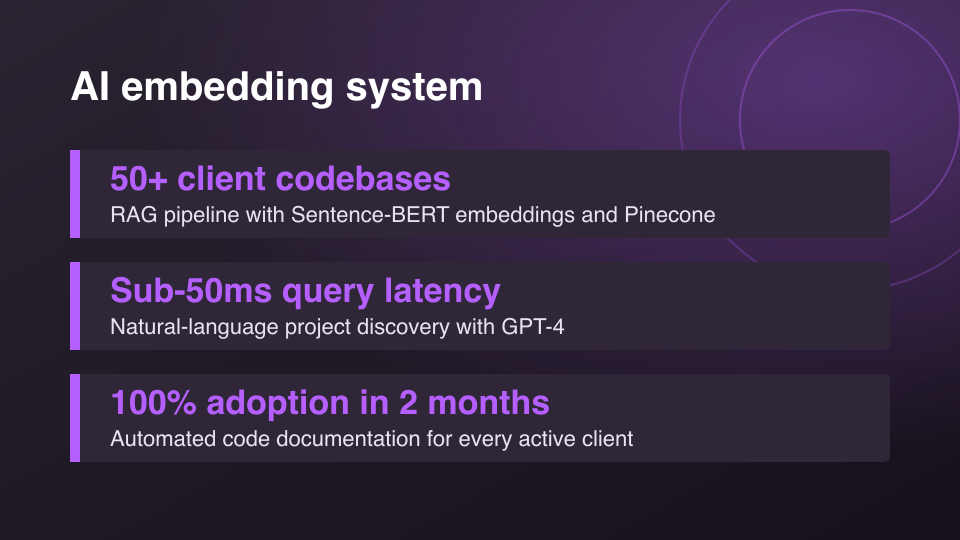 AI embedding system
50+ client codebases
RAG pipeline with Sentence-BERT embeddings and Pinecone
Sub-50ms query latency
Natural-language project discovery with GPT-4
100% adoption in 2 months
Automated code documentation for every active client